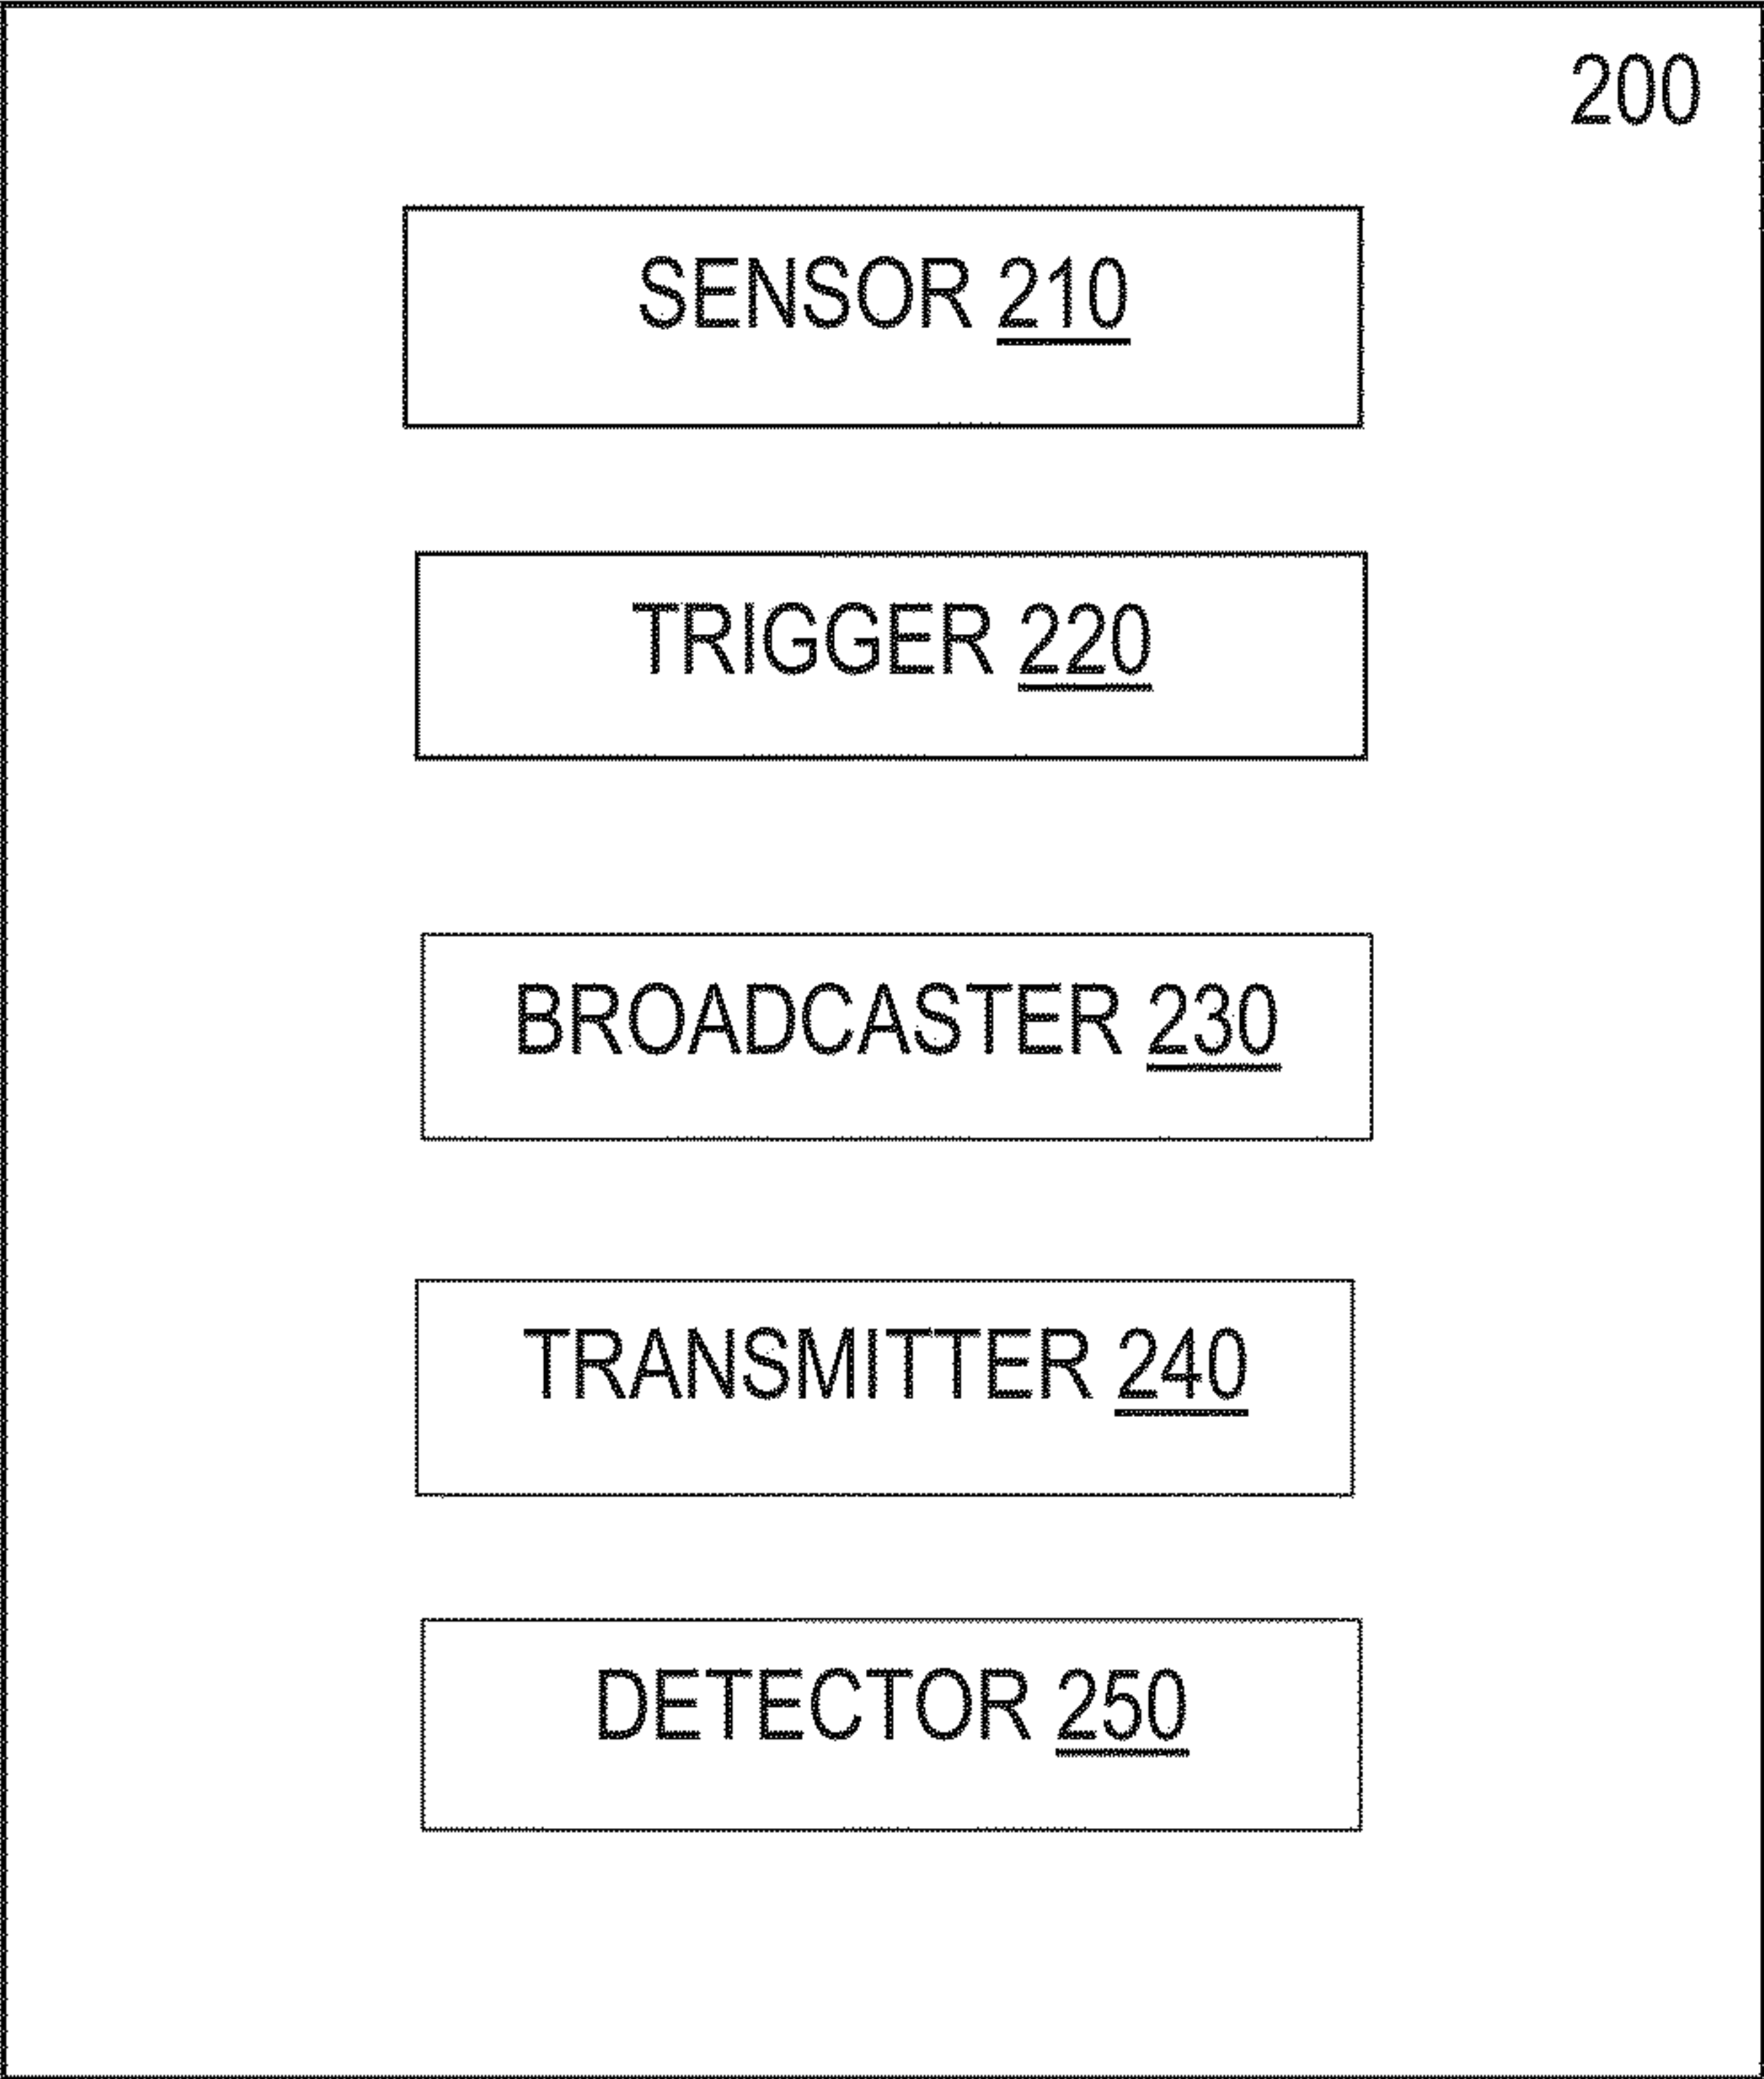 200
SENSOR 210
TRIGGER 220
BROADCASTER 230
TRANSMITTER 240
DETECTOR 250